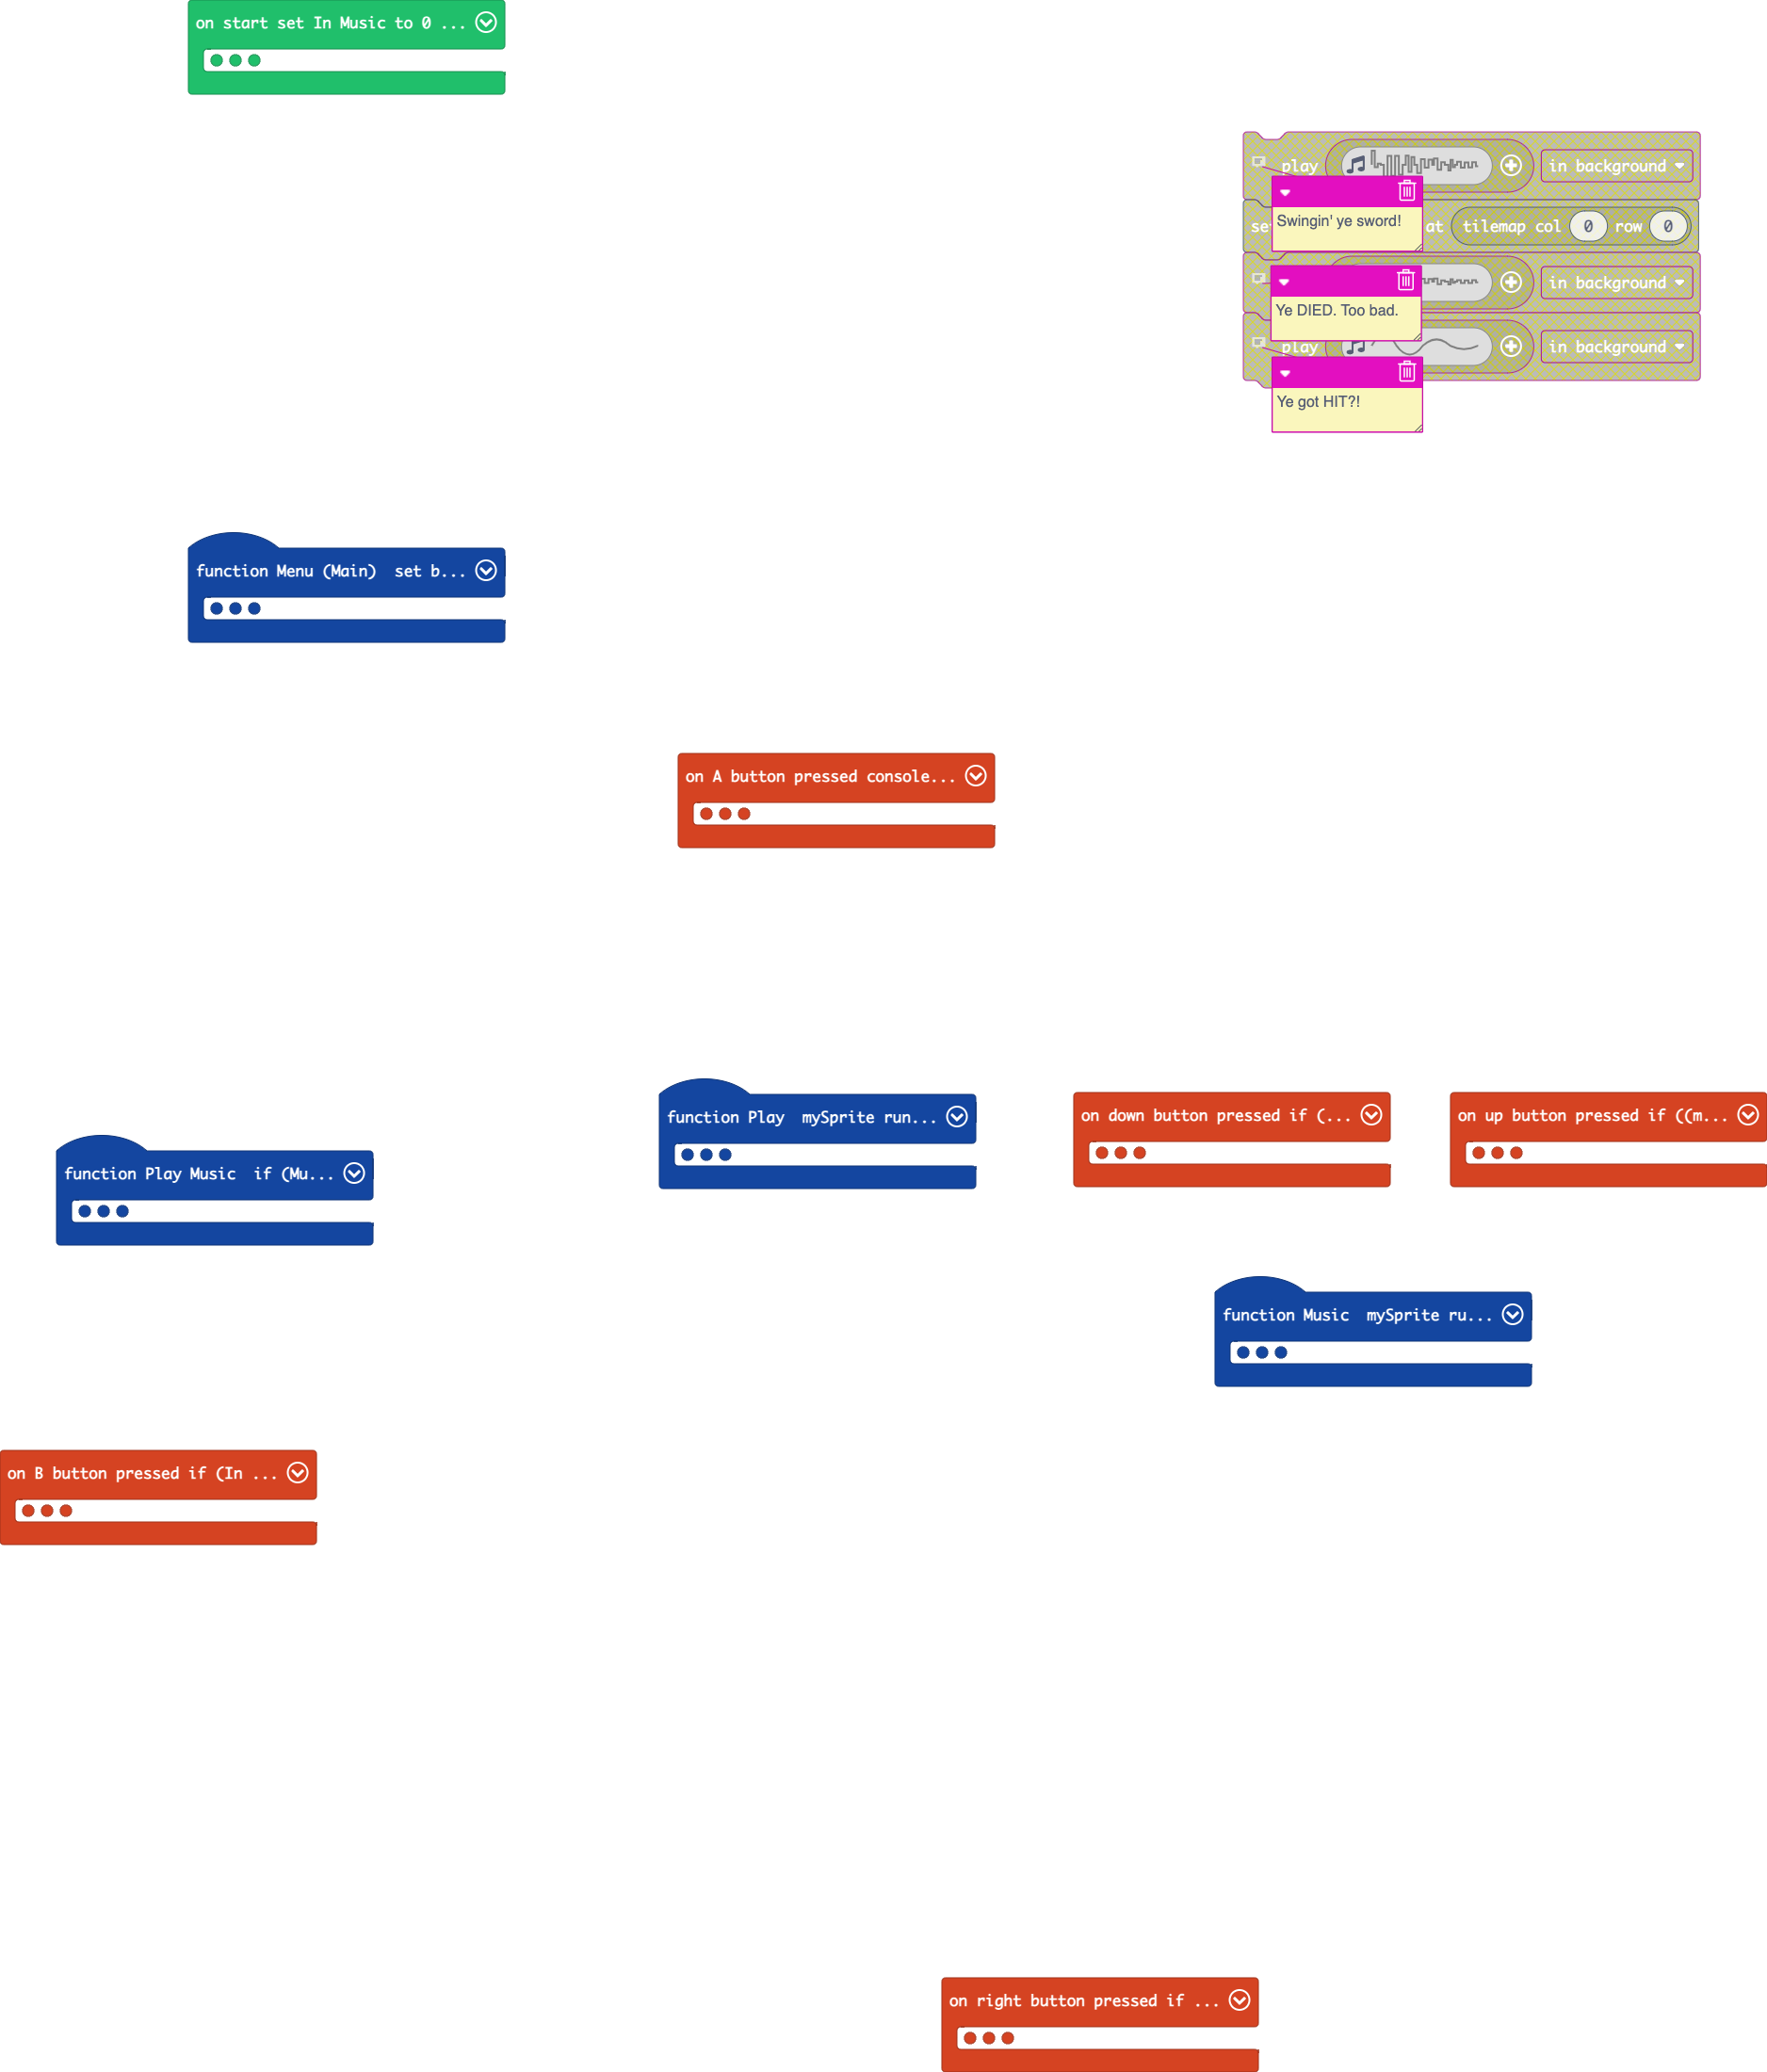 on start set In Music to 0 ...
play in background
Swingin' ye sword!
at tilemap col 0 row 0
in background
Ye DIED. Too bad.
play in background
Ye got HIT?!
function Menu (Main) set b...
on A button pressed console...
function Play mySprite run...
on down button pressed if (...
on up button pressed if ((m...
function Play Music if (Mu...
function Music mySprite ru...
on B button pressed if (In ...
on right button pressed if ...